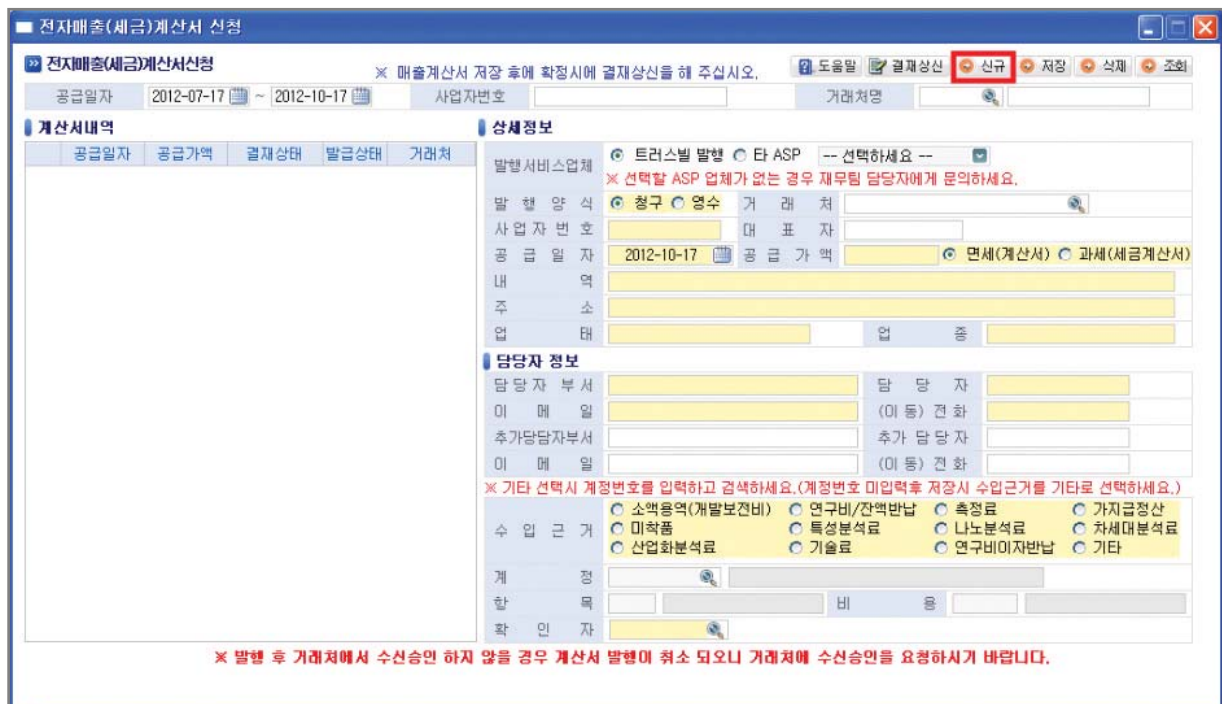 전자매출(세금)계산서 신청
전자매출(세금)계산서신청
※ 매출계산서 저장 후에 확정시에 결재상신을 해 주십시오.
도움말 결재상신 신규 저장 삭제 조회
공급일자 2012-07-17 ~ 2012-10-17 사업자번호 거래처명
계산서내역
공급일자 공급가액 결재상태 발급상태 거래처
상세정보
발행서비스업체 트러스빌 발행 타 ASP -- 선택하세요 --
※ 선택할 ASP 업체가 없는 경우 재무팀 담당자에게 문의하세요.
발 행 양 식 청구 영수 거 래 처
사 업 자 번 호 대 표 자
공 급 일 자 2012-10-17 공 급 가 액 면세(계산서) 과세(세금계산서)
내 역
주 소
업 태 업 종
담당자 정보
담 당 자 부 서 담 당 자
이 메 일 (이 동) 전 화
추가담당자부서 추가 담 당 자
이 메 일 (이 동) 전 화
※ 기타 선택시 계정번호를 입력하고 검색하세요.(계정번호 미입력후 저장시 수입근거를 기타로 선택하세요.)
수 입 근 거
소액용역(개발보전비) 연구비/잔액반납 측정료 가지급정산
미착품 특성분석료 나노분석료 차세대분석료
산업화분석료 기술료 연구비이자반납 기타
계 정
항 목 비 용
확 인 자
※ 발행 후 거래처에서 수신승인 하지 않을 경우 계산서 발행이 취소 되오니 거래처에 수신승인을 요청하시기 바랍니다.